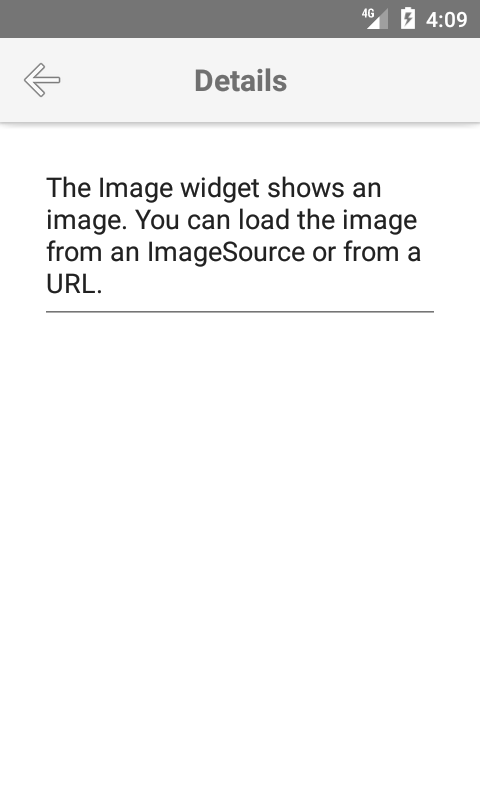 4G 4:09
Details
The Image widget shows an
image. You can load the image
from an ImageSource or from a
URL.